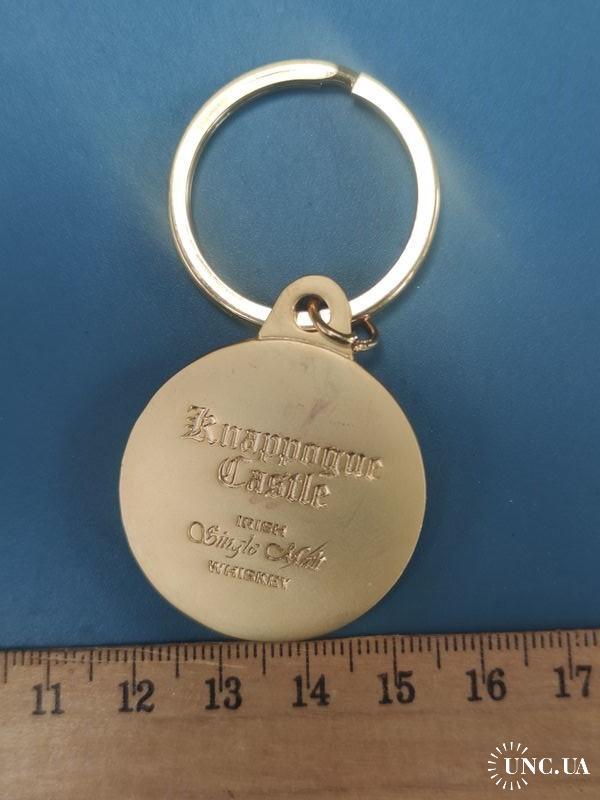 Knappogue
Castle
IRISH
Single Malt
WHISKEY
11 12 13 14 15 16 17
UNC.UA